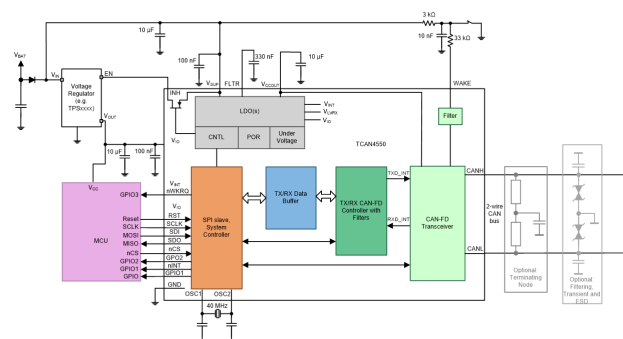 3 kΩ
VBAT
10 µF
10 nF
33 kΩ
VIN
100 nF
330 nF
10 µF
EN
Voltage
Regulator
(e.g.
TPSxxxx)
VSUP
FLTR
VCCOUT
WAKE
INH
LDO(s)
VINT
VCVRX
VIO
Filter
VOUT
VIO
CNTL
POR
Under
Voltage
TCAN4550
10 µF
100 nF
VCC
VINT
GPIO3
nWKRQ
VIO
TXD_INT
CANH
MCU
Reset
RST
SCLK
SCLK
MOSI
SDI
MISO
SDO
nCS
nCS
GPIO2
GPO2
GPIO1
nINT
GPIO
GPIO1
GND
SPI slave,
System
Controller
TX/RX Data
Buffer
TX/RX CAN-FD
Controller with
Filters
RXD_INT
CAN-FD
Transceiver
2-wire
CAN
bus
CANL
OSC1
OSC2
40 MHz
Optional
Terminating
Node
Optional
Filtering,
Transient and
ESD